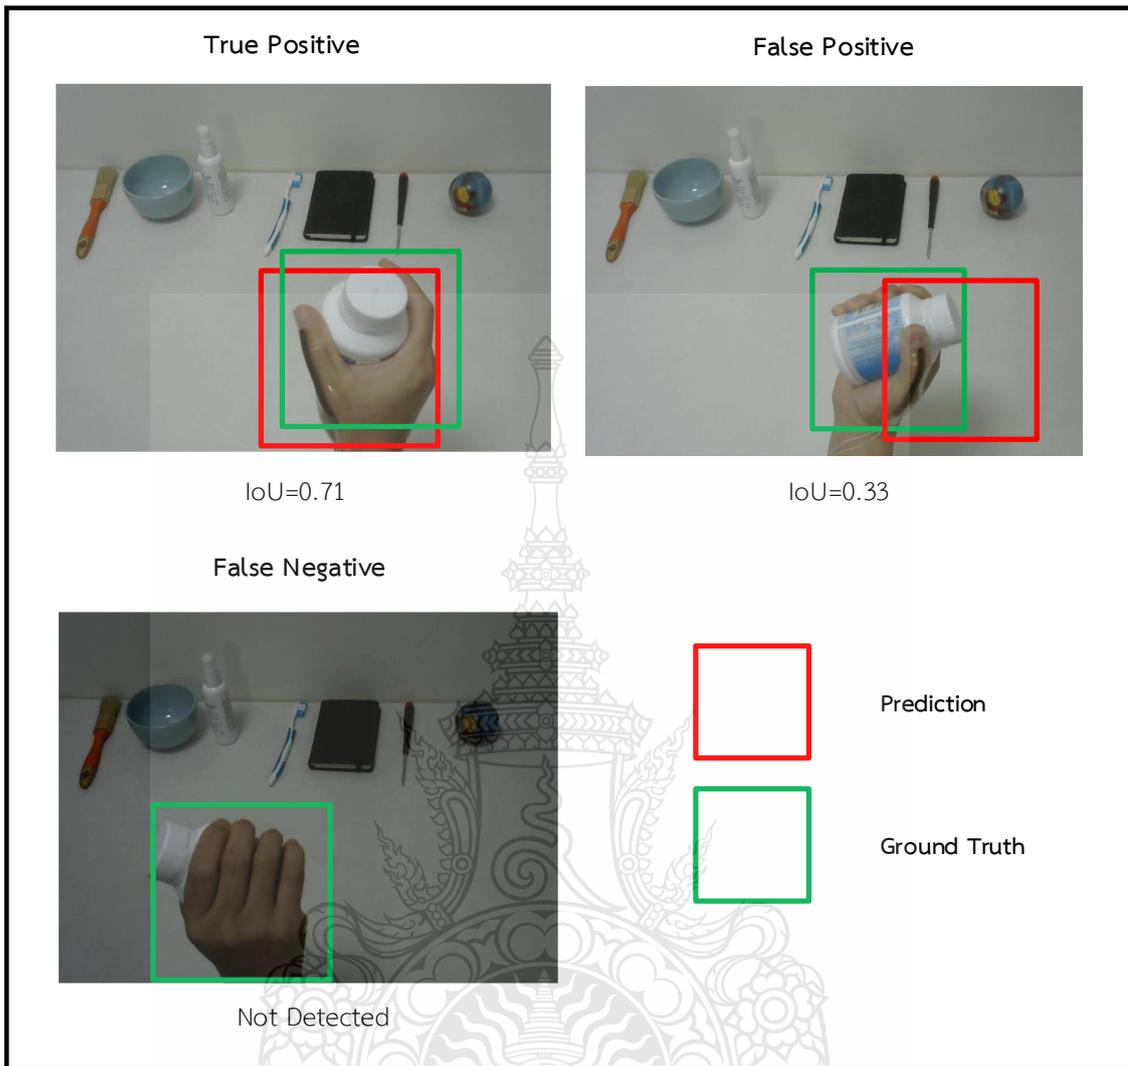 True Positive
False Positive
IoU=0.71
IoU=0.33
False Negative
Prediction
Ground Truth
Not Detected